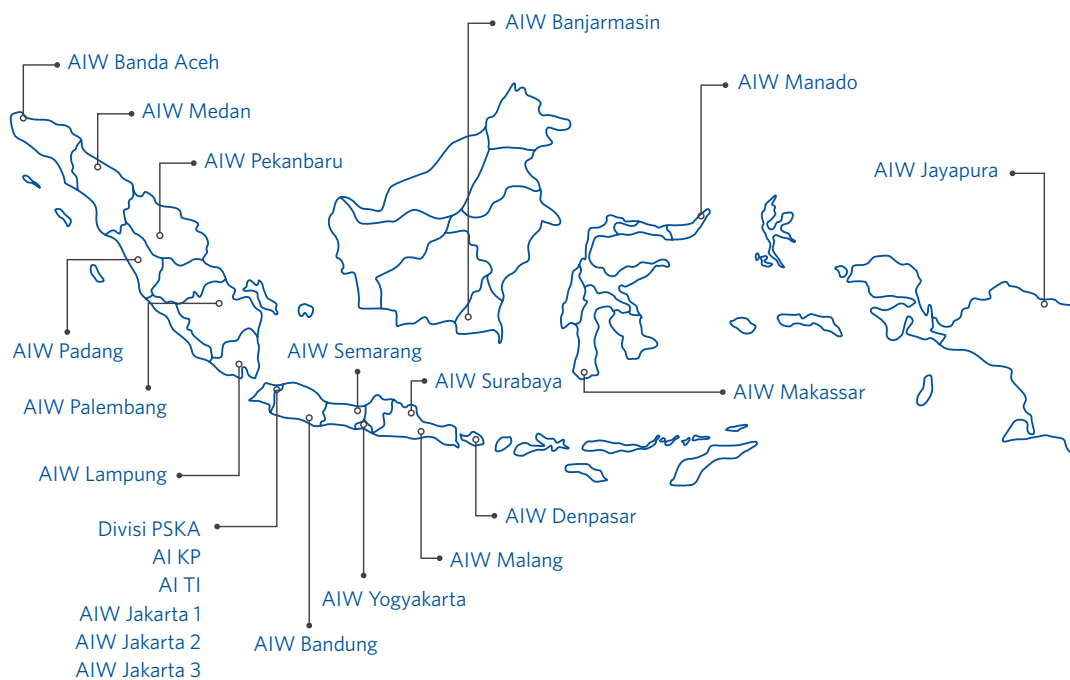 AIW Banjarmasin
AIW Banda Aceh
AIW Manado
AIW Medan
AIW Pekanbaru
AIW Jayapura
AIW Padang
AIW Semarang
AIW Surabaya
AIW Makassar
AIW Palembang
AIW Lampung
AIW Denpasar
Divisi PSKA
AI KP
AI TI
AIW Jakarta 1
AIW Jakarta 2
AIW Jakarta 3
AIW Malang
AIW Yogyakarta
AIW Bandung